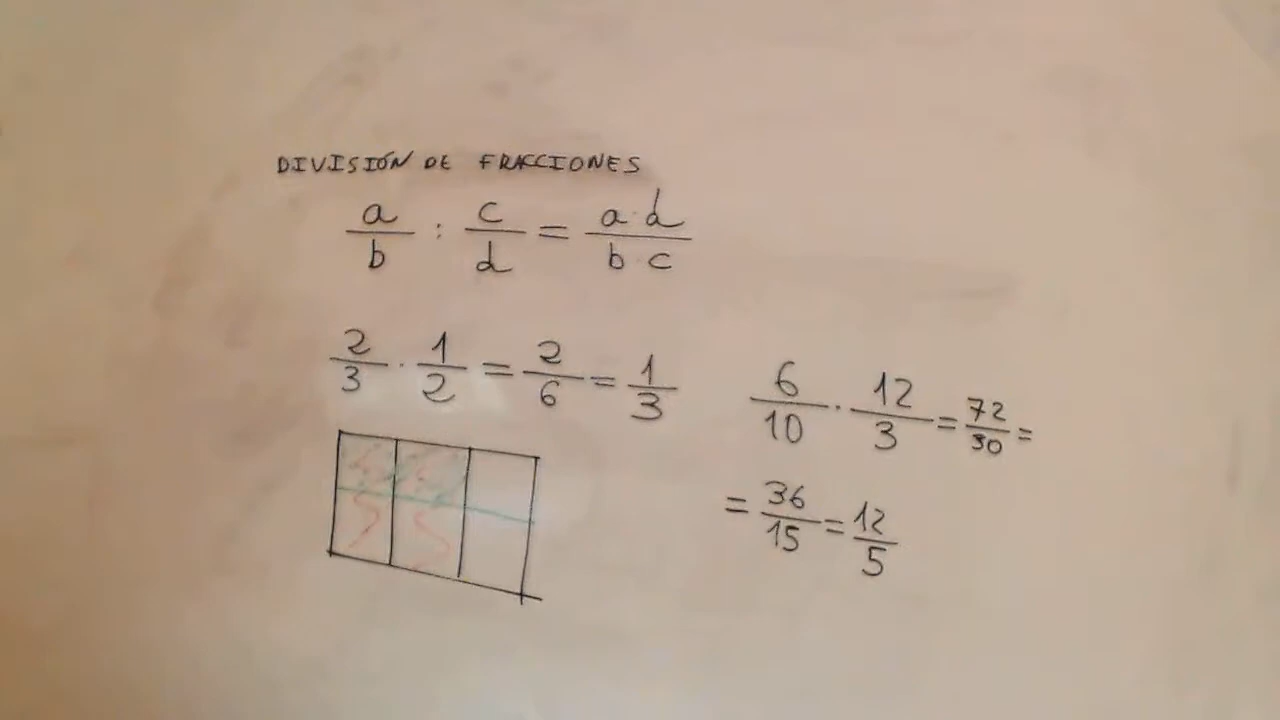 DIVISIÓN DE FRACCIONES
a/b : c/d = a·d/b·c
2/3 · 1/2 = 2/6 = 1/3
6/10 · 12/3 = 72/30 =
= 36/15 = 12/5